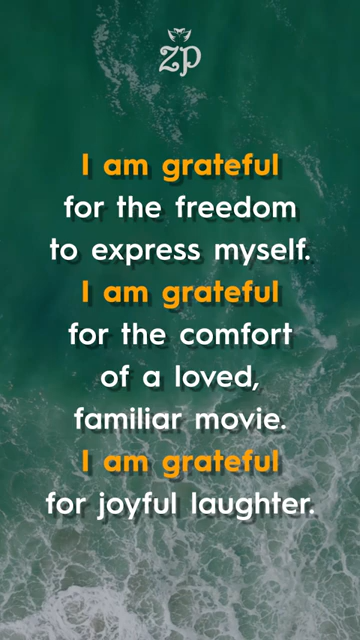 ZP
I am grateful
for the freedom
to express myself.
I am grateful
for the comfort
of a loved,
familiar movie.
I am grateful
for joyful laughter.